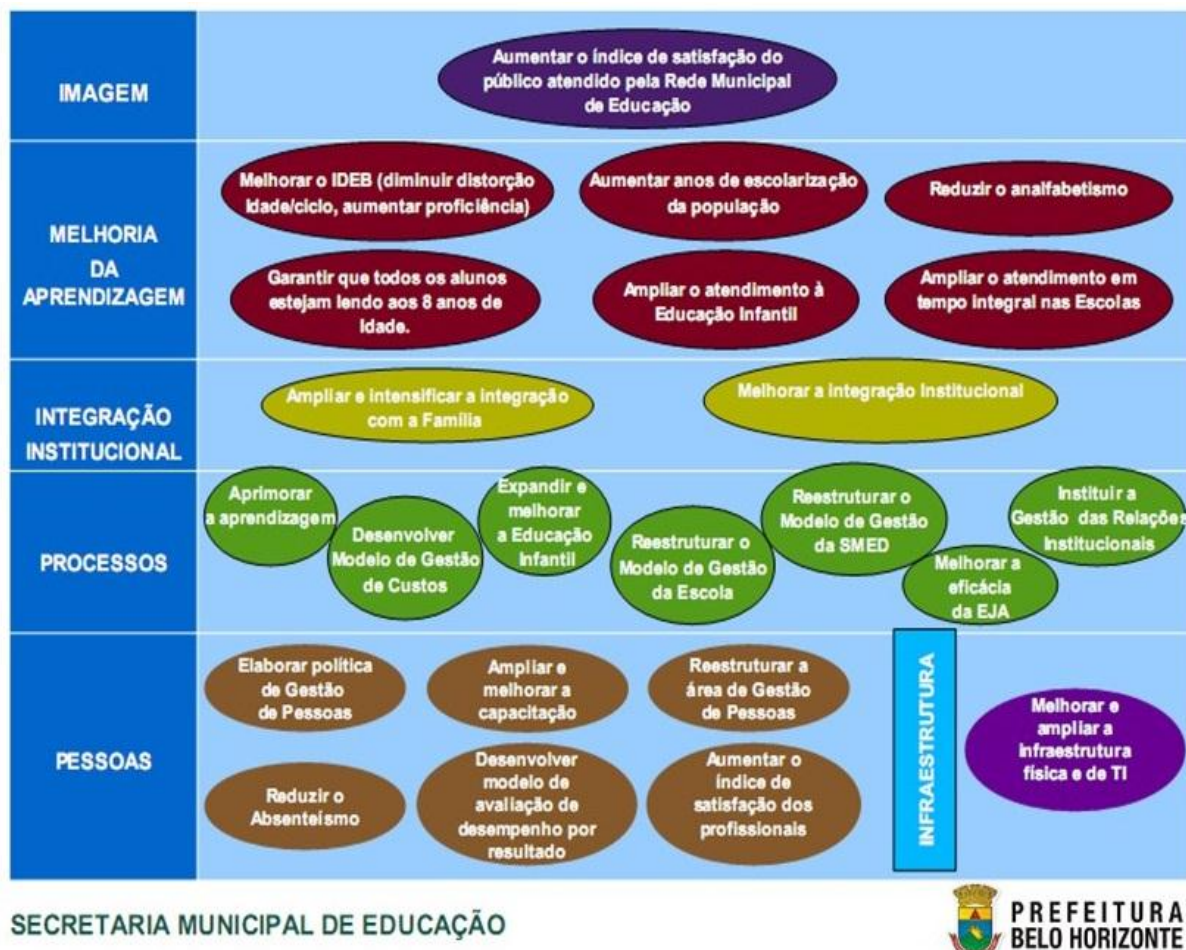 IMAGEM
Aumentar o índice de satisfação do
público atendido pela Rede Municipal
de Educação
MELHORIA
DA
APRENDIZAGEM
Melhorar o IDEB (diminuir distorção
Idade/ciclo, aumentar proficiência)
Aumentar anos de escolarização
da população
Reduzir o analfabetismo
Garantir que todos os alunos
estejam lendo aos 8 anos de
Idade.
Ampliar o atendimento à
Educação Infantil
Ampliar o atendimento em
tempo integral nas Escolas
INTEGRAÇÃO
INSTITUCIONAL
Ampliar e intensificar a integração
com a Família
Melhorar a integração Institucional
PROCESSOS
Aprimorar
a aprendizagem
Desenvolver
Modelo de Gestão
de Custos
Expandir e
melhorar
a Educação
Infantil
Reestruturar o
Modelo de Gestão
da Escola
Reestruturar o
Modelo de Gestão
da SMED
Melhorar a
eficácia
da EJA
Instituir a
Gestão das Relações
Institucionais
PESSOAS
Elaborar política
de Gestão
de Pessoas
Ampliar e
melhorar a
capacitação
Reestruturar a
área de Gestão
de Pessoas
Reduzir o
Absenteísmo
Desenvolver
modelo de
avaliação de
desempenho por
resultado
Aumentar o
índice de
satisfação dos
profissionais
INFRAESTRUTURA
Melhorar e
ampliar a
infraestrutura
física e de TI
SECRETARIA MUNICIPAL DE EDUCAÇÃO
PREFEITURA
BELO HORIZONTE